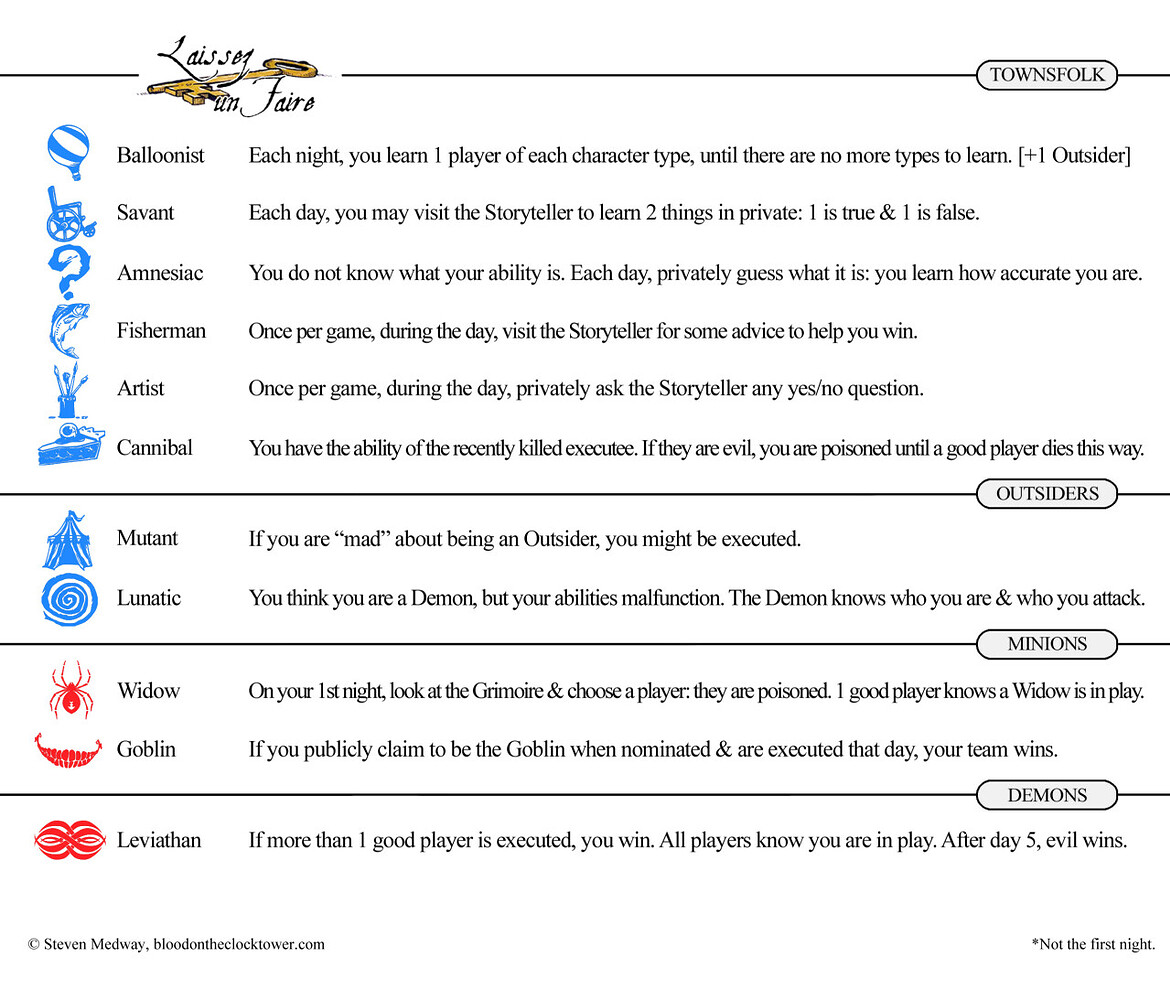 Laissez
un Faire
TOWNSFOLK
Balloonist Each night, you learn 1 player of each character type, until there are no more types to learn. [+1 Outsider]
Savant Each day, you may visit the Storyteller to learn 2 things in private: 1 is true & 1 is false.
Amnesiac You do not know what your ability is. Each day, privately guess what it is: you learn how accurate you are.
Fisherman Once per game, during the day, visit the Storyteller for some advice to help you win.
Artist Once per game, during the day, privately ask the Storyteller any yes/no question.
Cannibal You have the ability of the recently killed executee. If they are evil, you are poisoned until a good player dies this way.
OUTSIDERS
Mutant If you are “mad” about being an Outsider, you might be executed.
Lunatic You think you are a Demon, but your abilities malfunction. The Demon knows who you are & who you attack.
MINIONS
Widow On your 1st night, look at the Grimoire & choose a player: they are poisoned. 1 good player knows a Widow is in play.
Goblin If you publicly claim to be the Goblin when nominated & are executed that day, your team wins.
DEMONS
Leviathan If more than 1 good player is executed, you win. All players know you are in play. After day 5, evil wins.
© Steven Medway, bloodontheclocktower.com
*Not the first night.